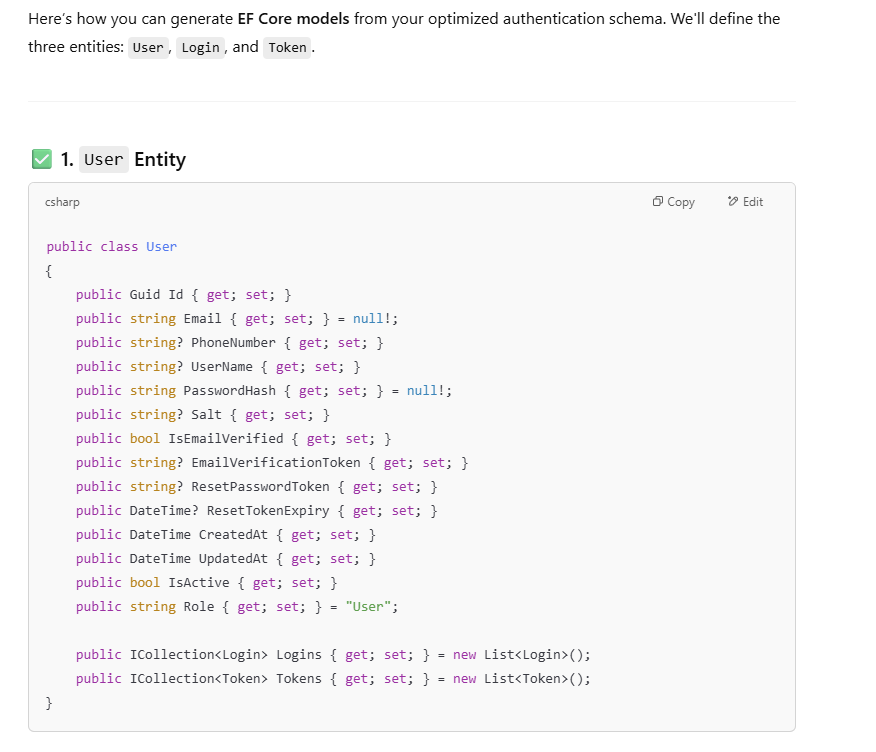 Here's how you can generate EF Core models from your optimized authentication schema. We'll define the
three entities: User, Login, and Token.
✅ 1. User Entity
csharp Copy Edit
public class User
{
    public Guid Id { get; set; }
    public string Email { get; set; } = null!;
    public string? PhoneNumber { get; set; }
    public string? UserName { get; set; }
    public string PasswordHash { get; set; } = null!;
    public string? Salt { get; set; }
    public bool IsEmailVerified { get; set; }
    public string? EmailVerificationToken { get; set; }
    public string? ResetPasswordToken { get; set; }
    public DateTime? ResetTokenExpiry { get; set; }
    public DateTime CreatedAt { get; set; }
    public DateTime UpdatedAt { get; set; }
    public bool IsActive { get; set; }
    public string Role { get; set; } = "User";
    public ICollection<Login> Logins { get; set; } = new List<Login>();
    public ICollection<Token> Tokens { get; set; } = new List<Token>();
}